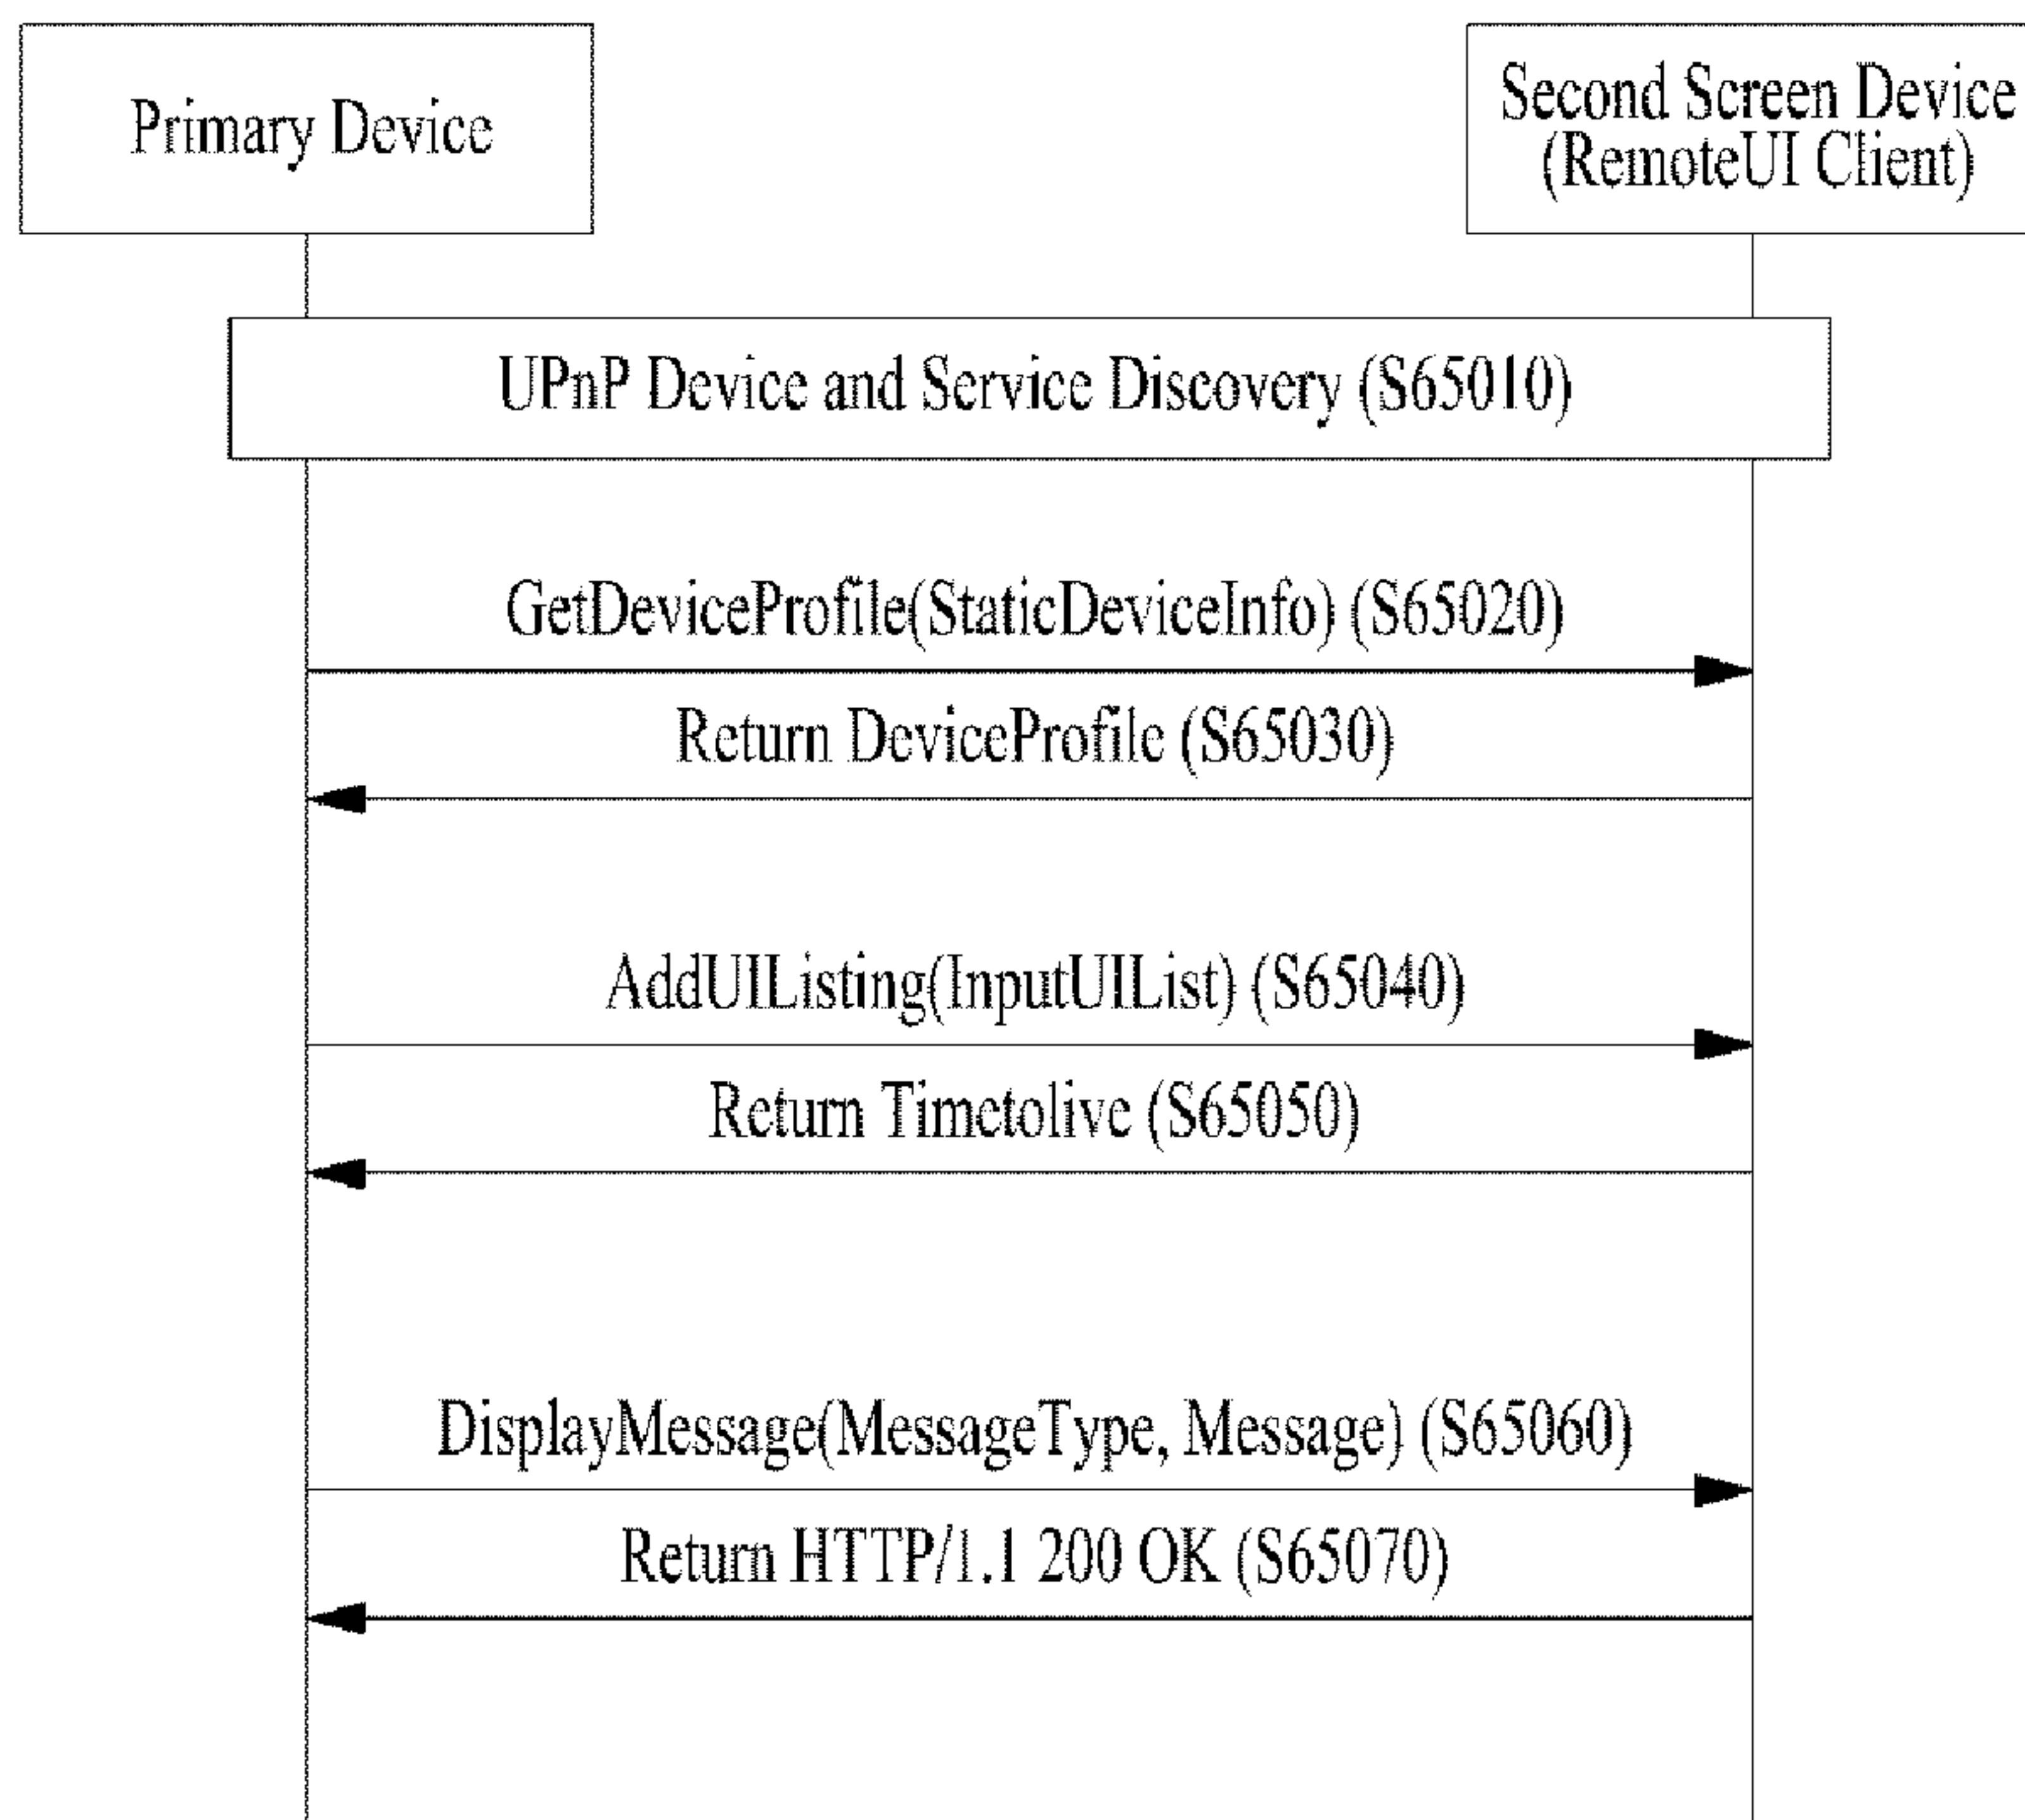 Primary Device
Second Screen Device
(RemoteUI Client)
UPnP Device and Service Discovery (S65010)
GetDeviceProfile(StaticDeviceInfo) (S65020)
Return DeviceProfile (S65030)
AddUIListing(InputUIList) (S65040)
Return Timetolive (S65050)
DisplayMessage(MessageType, Message) (S65060)
Return HTTP/1.1 200 OK (S65070)